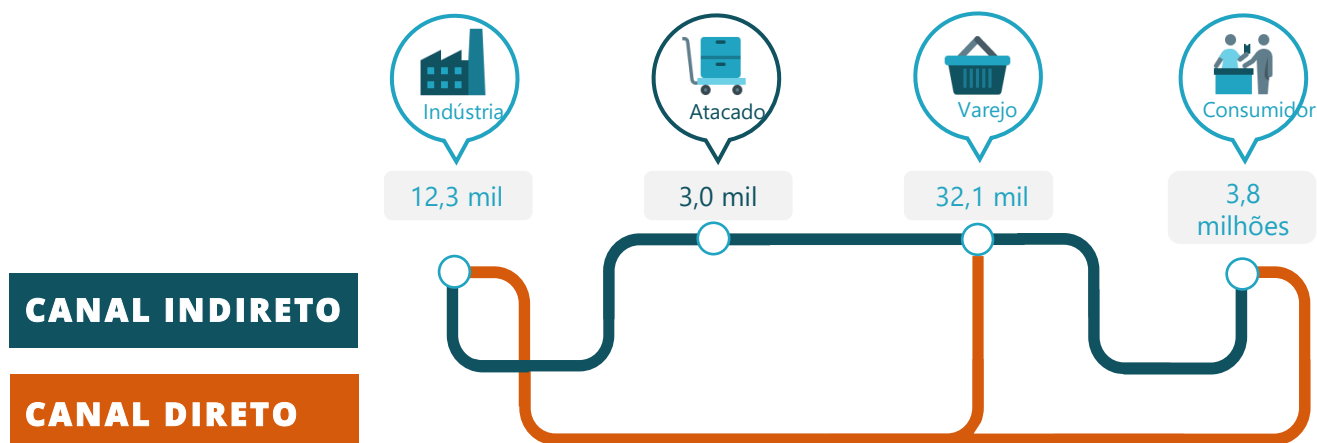 Indústria
Atacado
Varejo
Consumidor
12,3 mil
3,0 mil
32,1 mil
3,8
milhões
CANAL INDIRETO
CANAL DIRETO